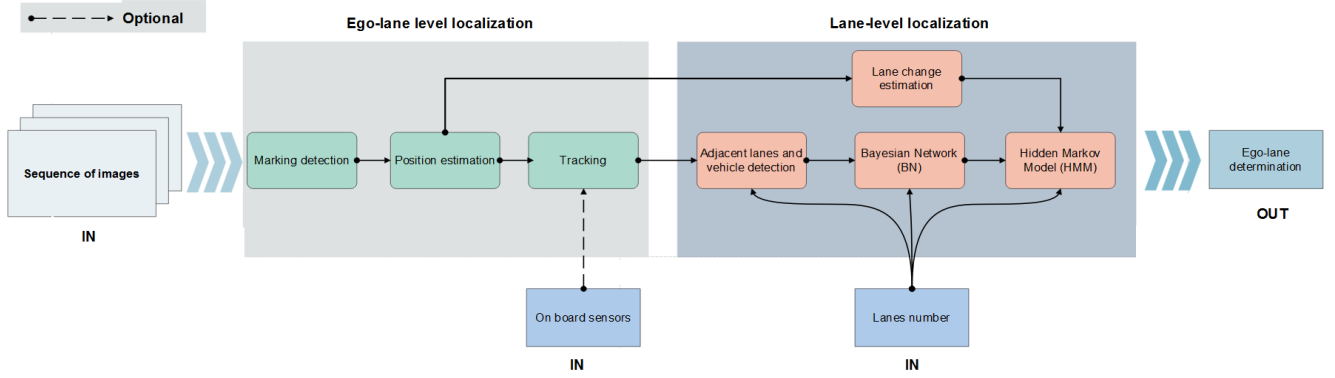 Optional
Ego-lane level localization
Lane-level localization
Lane change
estimation
Sequence of images
Marking detection
Position estimation
Tracking
Adjacent lanes and
vehicle detection
Bayesian Network
(BN)
Hidden Markov
Model (HMM)
Ego-lane
determination
IN
OUT
On board sensors
Lanes number
IN
IN